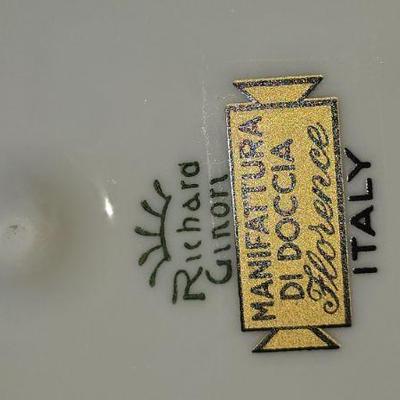 Richard
Ginori
MANIFATTURA
DI DOCCIA
Florence
ITALY